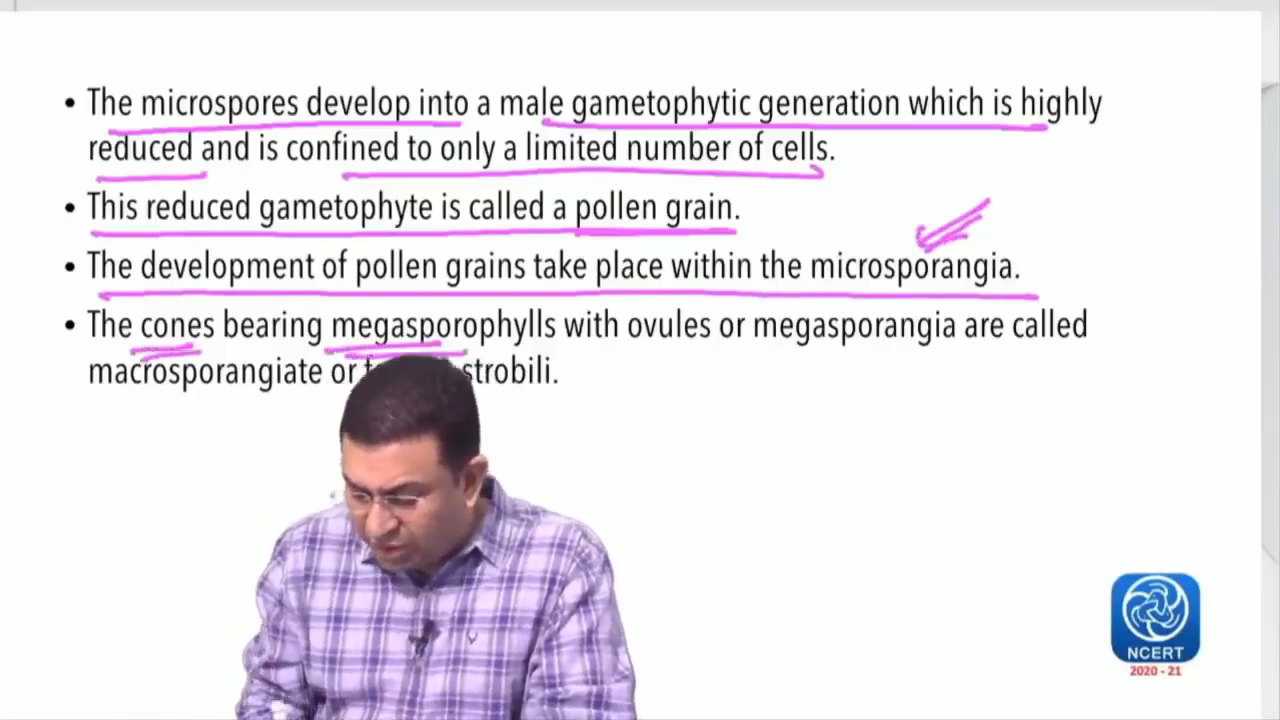 • The microspores develop into a male gametophytic generation which is highly
reduced and is confined to only a limited number of cells.
• This reduced gametophyte is called a pollen grain.
• The development of pollen grains take place within the microsporangia.
• The cones bearing megasporophylls with ovules or megasporangia are called
macrosporangiate or strobili.
NCERT
2020 - 21